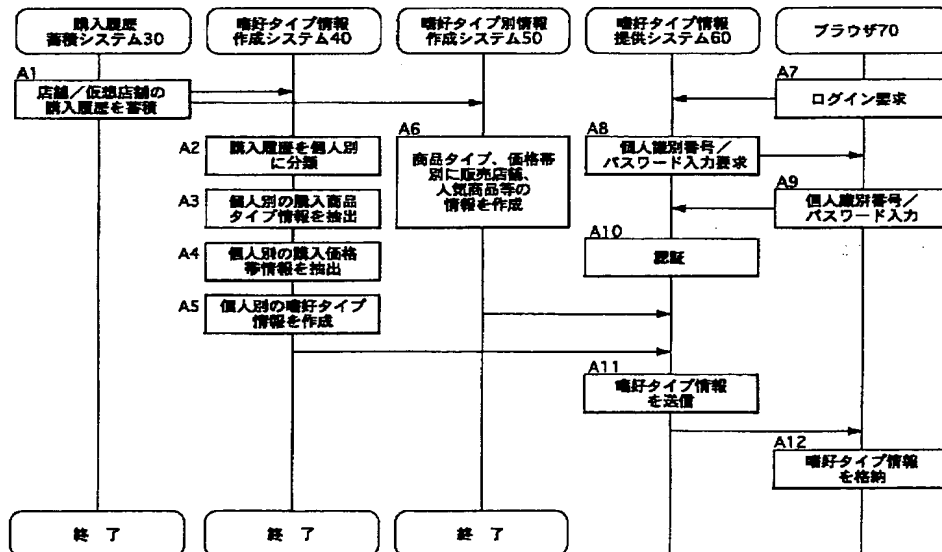 購入履歴
蓄積システム30
嗜好タイプ情報
作成システム40
嗜好タイプ別情報
作成システム50
嗜好タイプ情報
提供システム60
ブラウザ70
A1
店舗／仮想店舗の
購入履歴を蓄積
A2
購入履歴を個人別
に分類
A3
個人別の購入商品
タイプ情報を抽出
A4
個人別の購入価格
帯情報を抽出
A5
個人別の嗜好タイプ
情報を作成
A6
商品タイプ、価格帯
別に販売店舗、
人気商品等の
情報を作成
A7
ログイン要求
A8
個人識別番号／
パスワード入力要求
A9
個人識別番号／
パスワード入力
A10
認証
A11
嗜好タイプ情報
を送信
A12
嗜好タイプ情報
を格納
終 了
終 了
終 了